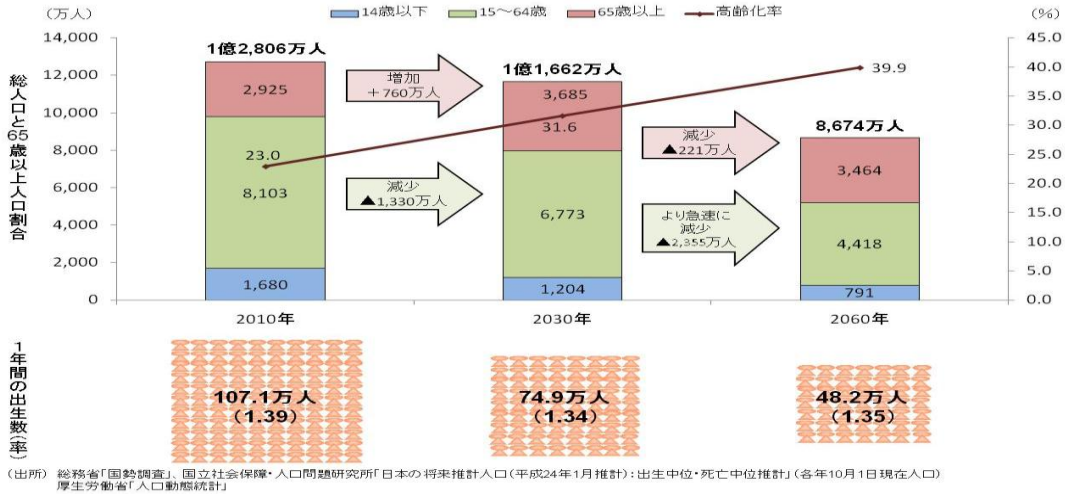 14歳以下 15～64歳 65歳以上 高齢化率
(万人)
(%)
14,000
12,000
10,000
8,000
6,000
4,000
2,000
0
総人口と65歳以上人口割合
45.0
40.0
35.0
30.0
25.0
20.0
15.0
10.0
5.0
0.0
1億2,806万人
2,925
23.0
8,103
1,680
増加
+760万人
減少
▲1,330万人
1億1,662万人
3,685
31.6
6,773
1,204
減少
▲221万人
より急速に
減少
▲2,355万人
39.9
8,674万人
3,464
4,418
791
2010年 2030年 2060年
1年間の出生数(率)
107.1万人
(1.39)
74.9万人
(1.34)
48.2万人
(1.35)
(出所) 総務省「国勢調査」、国立社会保障・人口問題研究所「日本の将来推計人口(平成24年1月推計):出生中位・死亡中位推計」(各年10月1日現在人口)
厚生労働省「人口動態統計」